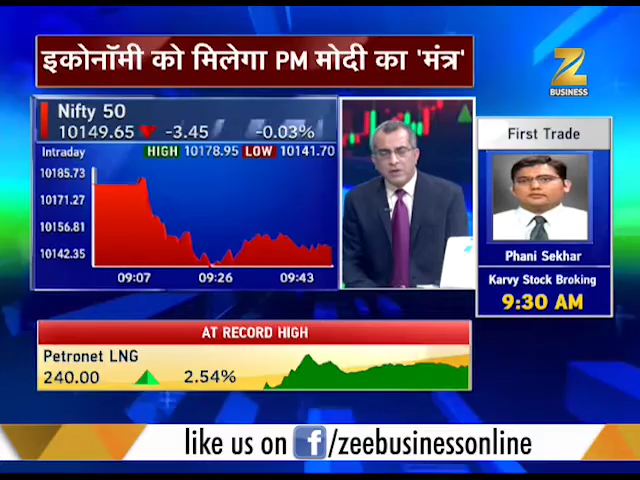 इकोनॉमी को मिलेगा PM मोदी का 'मंत्र'
Z
BUSINESS
Nifty 50
10149.65 -3.45 -0.03%
Intraday HIGH 10178.95 LOW 10141.70
10185.73
10171.27
10156.81
10142.35
09:07 09:26 09:43
First Trade
Phani Sekhar
Karvy Stock Broking
9:30 AM
AT RECORD HIGH
Petronet LNG
240.00 2.54%
like us on f/zeebusinessonline